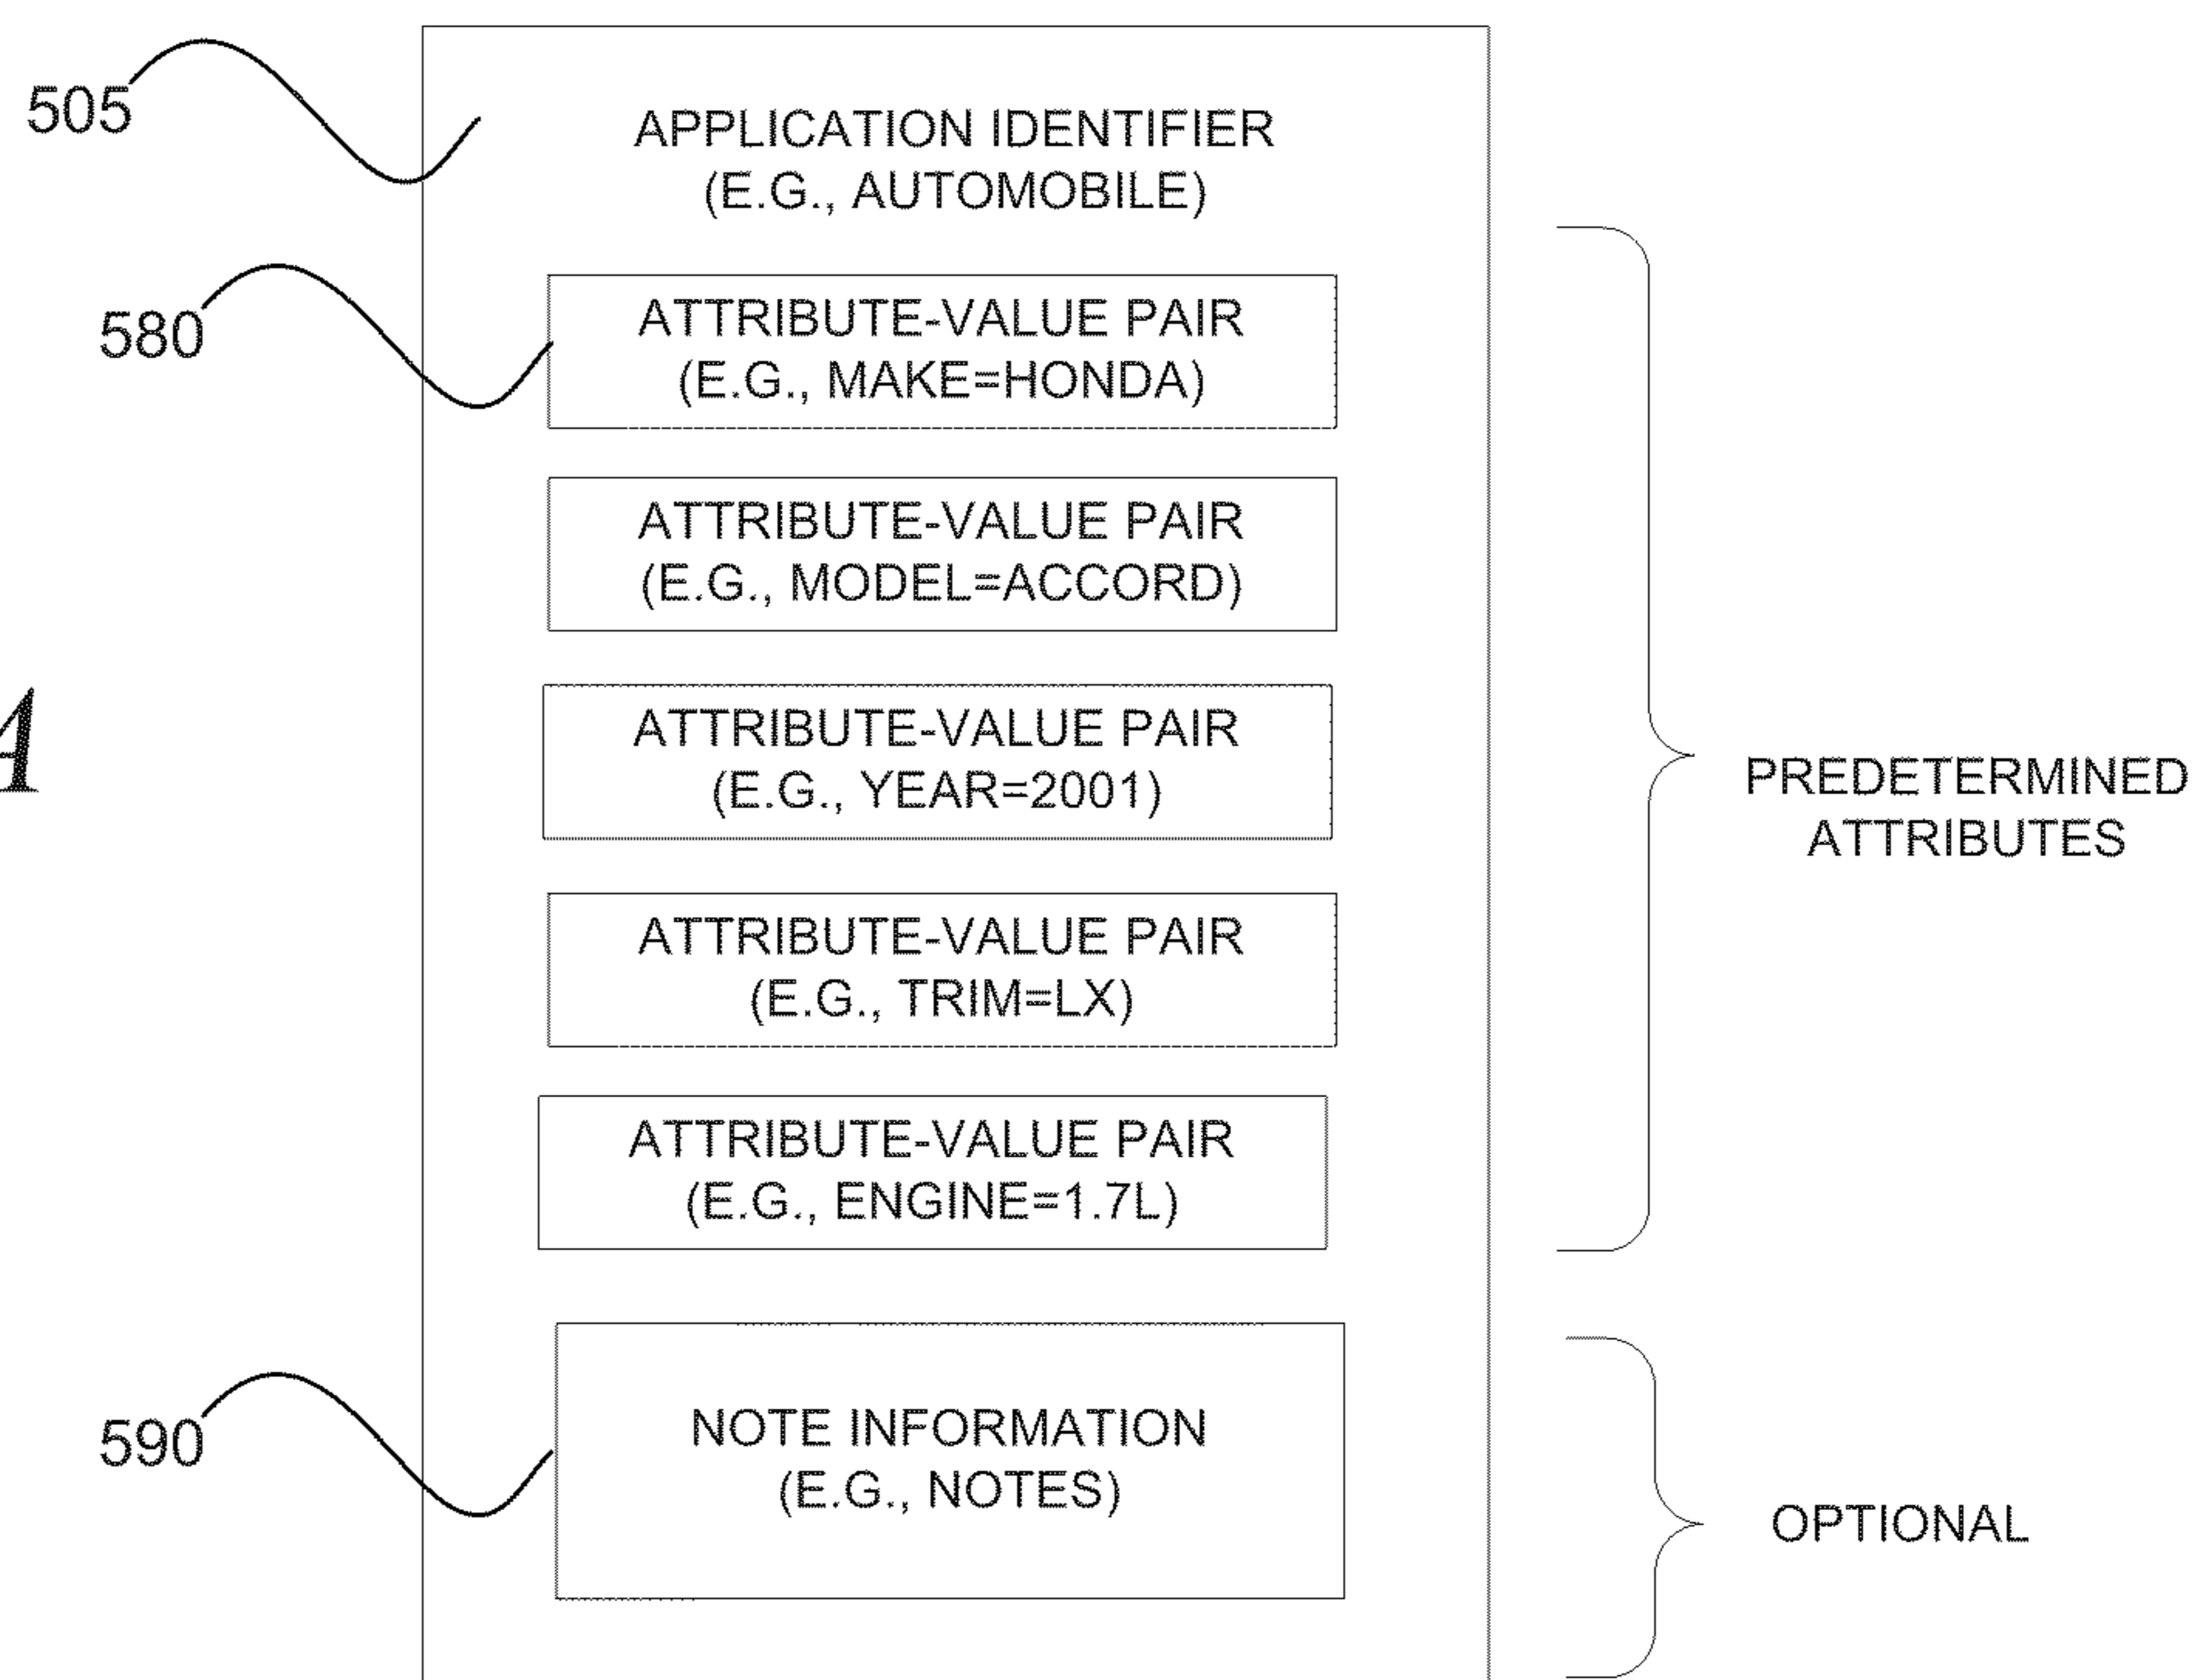 505
APPLICATION IDENTIFIER
(E.G., AUTOMOBILE)
580
ATTRIBUTE-VALUE PAIR
(E.G., MAKE=HONDA)
ATTRIBUTE-VALUE PAIR
(E.G., MODEL=ACCORD)
A
ATTRIBUTE-VALUE PAIR
(E.G., YEAR=2001)
PREDETERMINED
ATTRIBUTES
ATTRIBUTE-VALUE PAIR
(E.G., TRIM=LX)
ATTRIBUTE-VALUE PAIR
(E.G., ENGINE=1.7L)
590
NOTE INFORMATION
(E.G., NOTES)
OPTIONAL